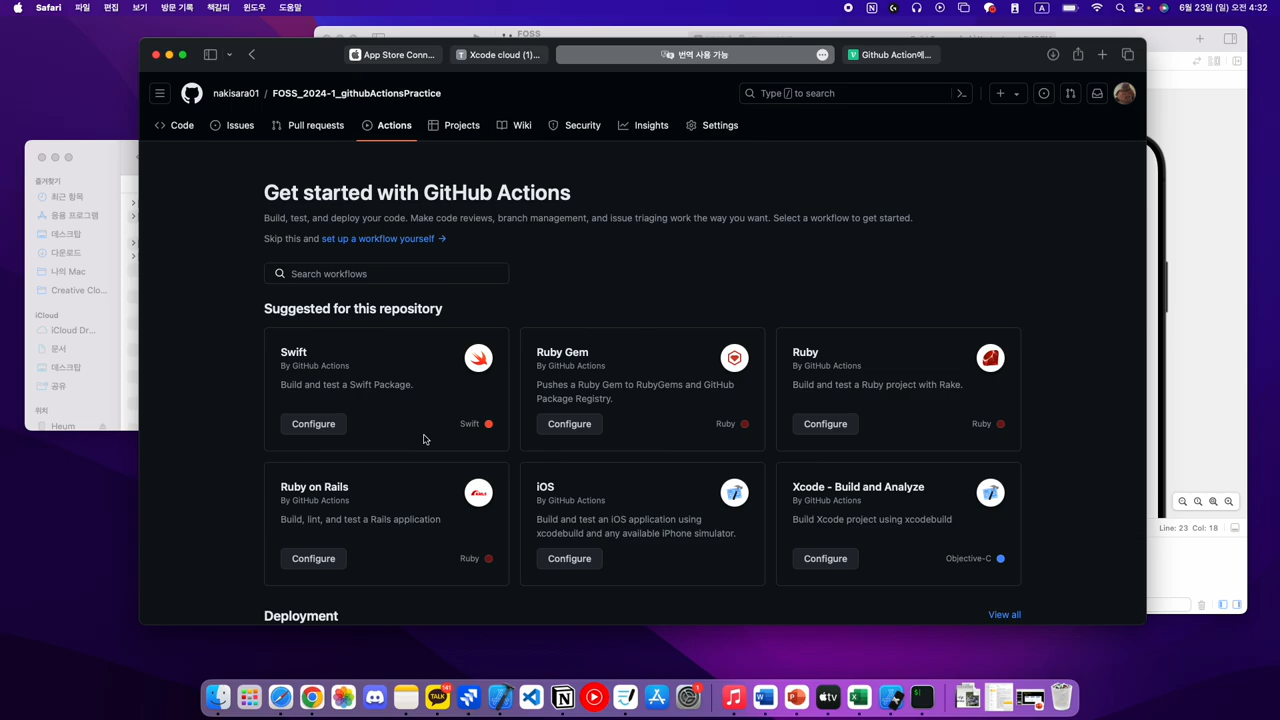 Safari 파일 편집 보기 방문 기록 책갈피 윈도우 도움말
A
6월 23일 (일) 오전 4:32
FOSS
App Store Conn...
Xcode cloud (1)...
번역 사용 가능
Github Action에...
nakisara01 / FOSS_2024-1_githubActionsPractice
Type / to search
Code
Issues
Pull requests
Actions
Projects
Wiki
Security
Insights
Settings
즐겨찾기
최근 항목
응용 프로그램
데스크탑
다운로드
나의 Mac
Creative Clo...
iCloud
iCloud Dr...
문서
데스크탑
공유
위치
Heum
Get started with GitHub Actions
Build, test, and deploy your code. Make code reviews, branch management, and issue triaging work the way you want. Select a workflow to get started.
Skip this and set up a workflow yourself →
Search workflows
Suggested for this repository
Swift
By GitHub Actions
Build and test a Swift Package.
Configure
Swift
Ruby Gem
By GitHub Actions
Pushes a Ruby Gem to RubyGems and GitHub
Package Registry.
Configure
Ruby
Ruby
By GitHub Actions
Build and test a Ruby project with Rake.
Configure
Ruby
Ruby on Rails
By GitHub Actions
Build, lint, and test a Rails application
Configure
Ruby
iOS
By GitHub Actions
Build and test an iOS application using
xcodebuild and any available iPhone simulator.
Configure
Xcode - Build and Analyze
By GitHub Actions
Build Xcode project using xcodebuild
Configure
Objective-C
Deployment
View all
Line: 23 Col: 18
TALK
tv